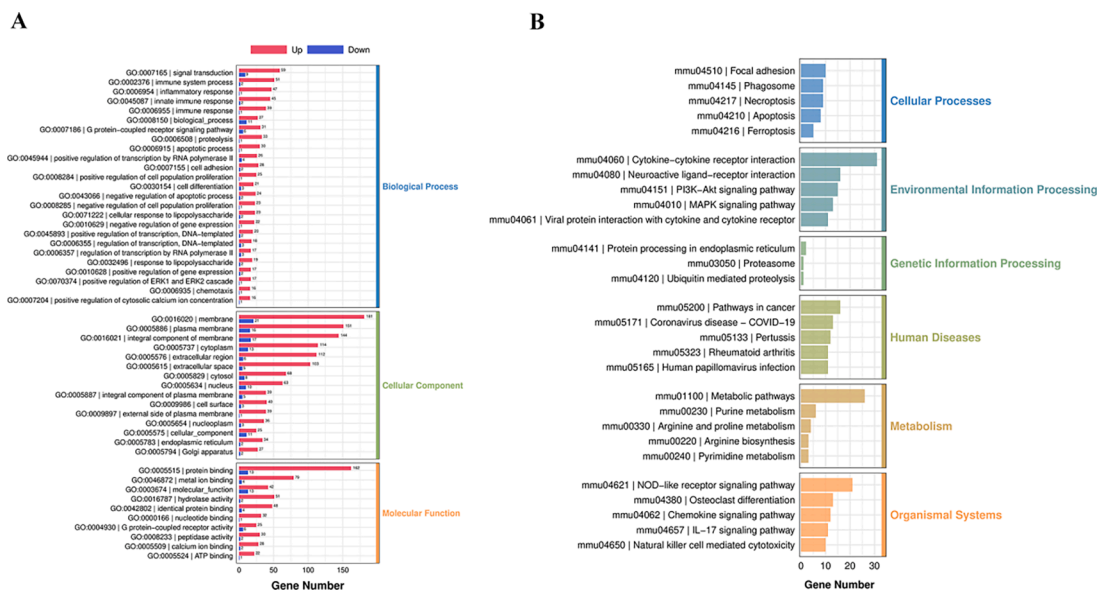 A
Up Down
GO:0007165 | signal transduction
GO:0002376 | immune system process
GO:0006954 | inflammatory response
GO:0045087 | innate immune response
GO:0006955 | immune response
GO:0008150 | biological_process
GO:0007186 | G protein-coupled receptor signaling pathway
GO:0006508 | proteolysis
GO:0006915 | apoptotic process
GO:0045944 | positive regulation of transcription by RNA polymerase II
GO:0007155 | cell adhesion
GO:0008284 | positive regulation of cell population proliferation
GO:0030154 | cell differentiation
GO:0043066 | negative regulation of apoptotic process
GO:0008285 | negative regulation of cell population proliferation
GO:0071222 | cellular response to lipopolysaccharide
GO:0010629 | negative regulation of gene expression
GO:0045893 | positive regulation of transcription, DNA-templated
GO:0006355 | regulation of transcription, DNA-templated
GO:0006357 | regulation of transcription by RNA polymerase II
GO:0032496 | response to lipopolysaccharide
GO:0010628 | positive regulation of gene expression
GO:0070374 | positive regulation of ERK1 and ERK2 cascade
GO:0006935 | chemotaxis
GO:0007204 | positive regulation of cytosolic calcium ion concentration
Biological Process
GO:0016020 | membrane
GO:0005886 | plasma membrane
GO:0016021 | integral component of membrane
GO:0005737 | cytoplasm
GO:0005576 | extracellular region
GO:0005615 | extracellular space
GO:0005829 | cytosol
GO:0005634 | nucleus
GO:0005887 | integral component of plasma membrane
GO:0009986 | cell surface
GO:0009897 | external side of plasma membrane
GO:0005654 | nucleoplasm
GO:0005575 | cellular_component
GO:0005783 | endoplasmic reticulum
GO:0005794 | Golgi apparatus
Cellular Component
GO:0005515 | protein binding
GO:0046872 | metal ion binding
GO:0003674 | molecular_function
GO:0016787 | hydrolase activity
GO:0042802 | identical protein binding
GO:0000166 | nucleotide binding
GO:0004930 | G protein-coupled receptor activity
GO:0008233 | peptidase activity
GO:0005509 | calcium ion binding
GO:0005524 | ATP binding
Molecular Function
0 50 100 150
Gene Number
B
mmu04510 | Focal adhesion
mmu04145 | Phagosome
mmu04217 | Necroptosis
mmu04210 | Apoptosis
mmu04216 | Ferroptosis
Cellular Processes
mmu04060 | Cytokine-cytokine receptor interaction
mmu04080 | Neuroactive ligand-receptor interaction
mmu04151 | PI3K-Akt signaling pathway
mmu04010 | MAPK signaling pathway
mmu04061 | Viral protein interaction with cytokine and cytokine receptor
Environmental Information Processing
mmu04141 | Protein processing in endoplasmic reticulum
mmu03050 | Proteasome
mmu04120 | Ubiquitin mediated proteolysis
Genetic Information Processing
mmu05200 | Pathways in cancer
mmu05171 | Coronavirus disease - COVID-19
mmu05133 | Pertussis
mmu05323 | Rheumatoid arthritis
mmu05165 | Human papillomavirus infection
Human Diseases
mmu01100 | Metabolic pathways
mmu00230 | Purine metabolism
mmu00330 | Arginine and proline metabolism
mmu00220 | Arginine biosynthesis
mmu00240 | Pyrimidine metabolism
Metabolism
mmu04621 | NOD-like receptor signaling pathway
mmu04380 | Osteoclast differentiation
mmu04062 | Chemokine signaling pathway
mmu04657 | IL-17 signaling pathway
mmu04650 | Natural killer cell mediated cytotoxicity
Organismal Systems
0 10 20 30
Gene Number